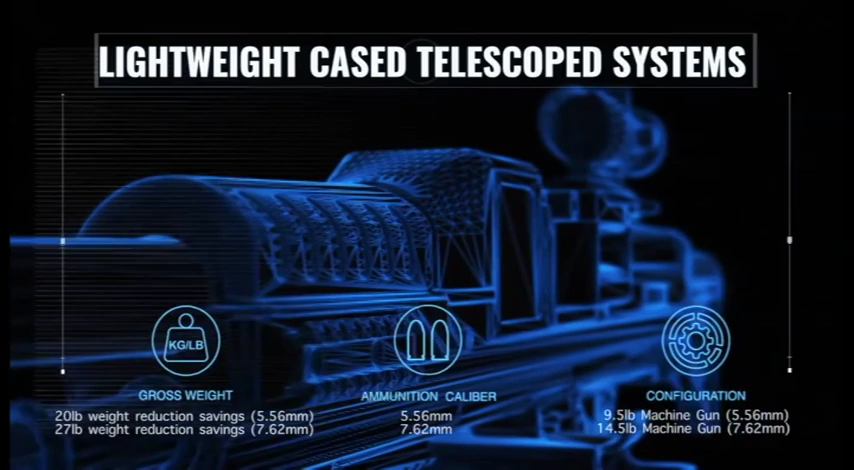 LIGHTWEIGHT CASED TELESCOPED SYSTEMS
KG/LB
GROSS WEIGHT
20lb weight reduction savings (5.56mm)
27lb weight reduction savings (7.62mm)
AMMUNITION CALIBER
5.56mm
7.62mm
CONFIGURATION
9.5lb Machine Gun (5.56mm)
14.5lb Machine Gun (7.62mm)